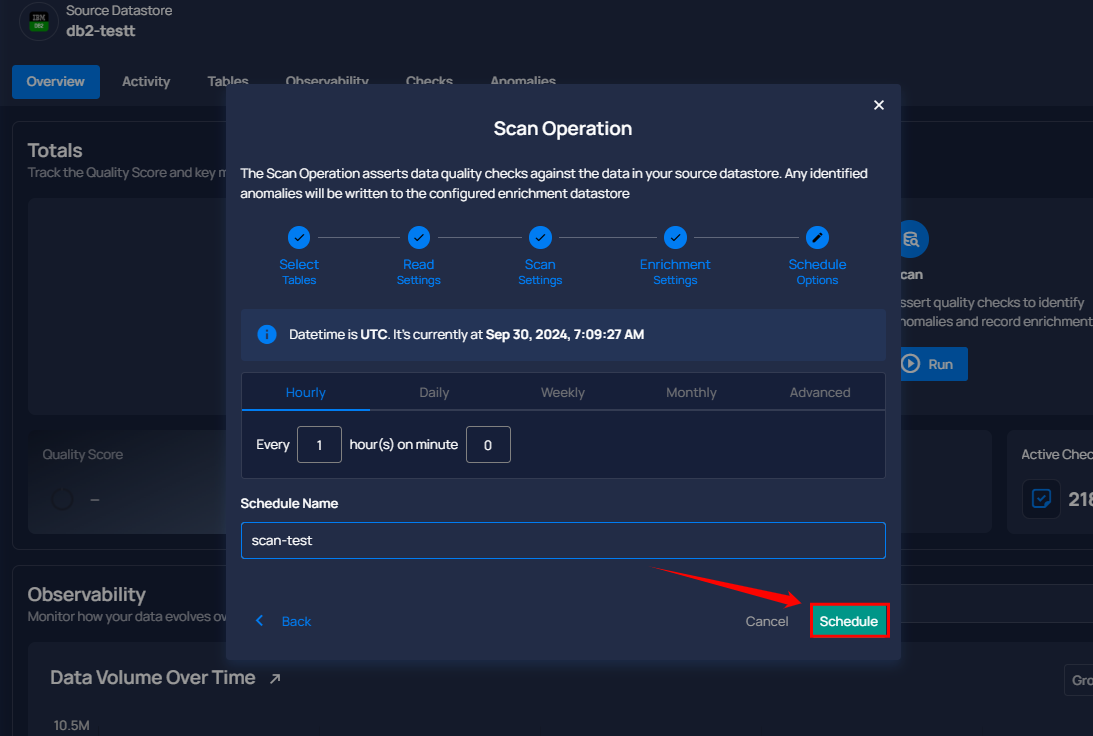 IBM
DB2
Source Datastore
db2-testt
Overview Activity Tables Observability Checks Anomalies
Totals
Track the Quality Score and key
Scan Operation
The Scan Operation asserts data quality checks against the data in your source datastore. Any identified
anomalies will be written to the configured enrichment datastore
Select
Tables
Read
Settings
Scan
Settings
Enrichment
Settings
Schedule
Options
Datetime is UTC. It's currently at Sep 30, 2024, 7:09:27 AM
Hourly Daily Weekly Monthly Advanced
Every 1 hour(s) on minute 0
Schedule Name
scan-test
Back
Cancel
Schedule
can
ssert quality checks to identify
nomalies and record enrichment
Run
Quality Score
–
Active Chec
218
Observability
Monitor how your data evolves ov
Data Volume Over Time
Gro
10.5M